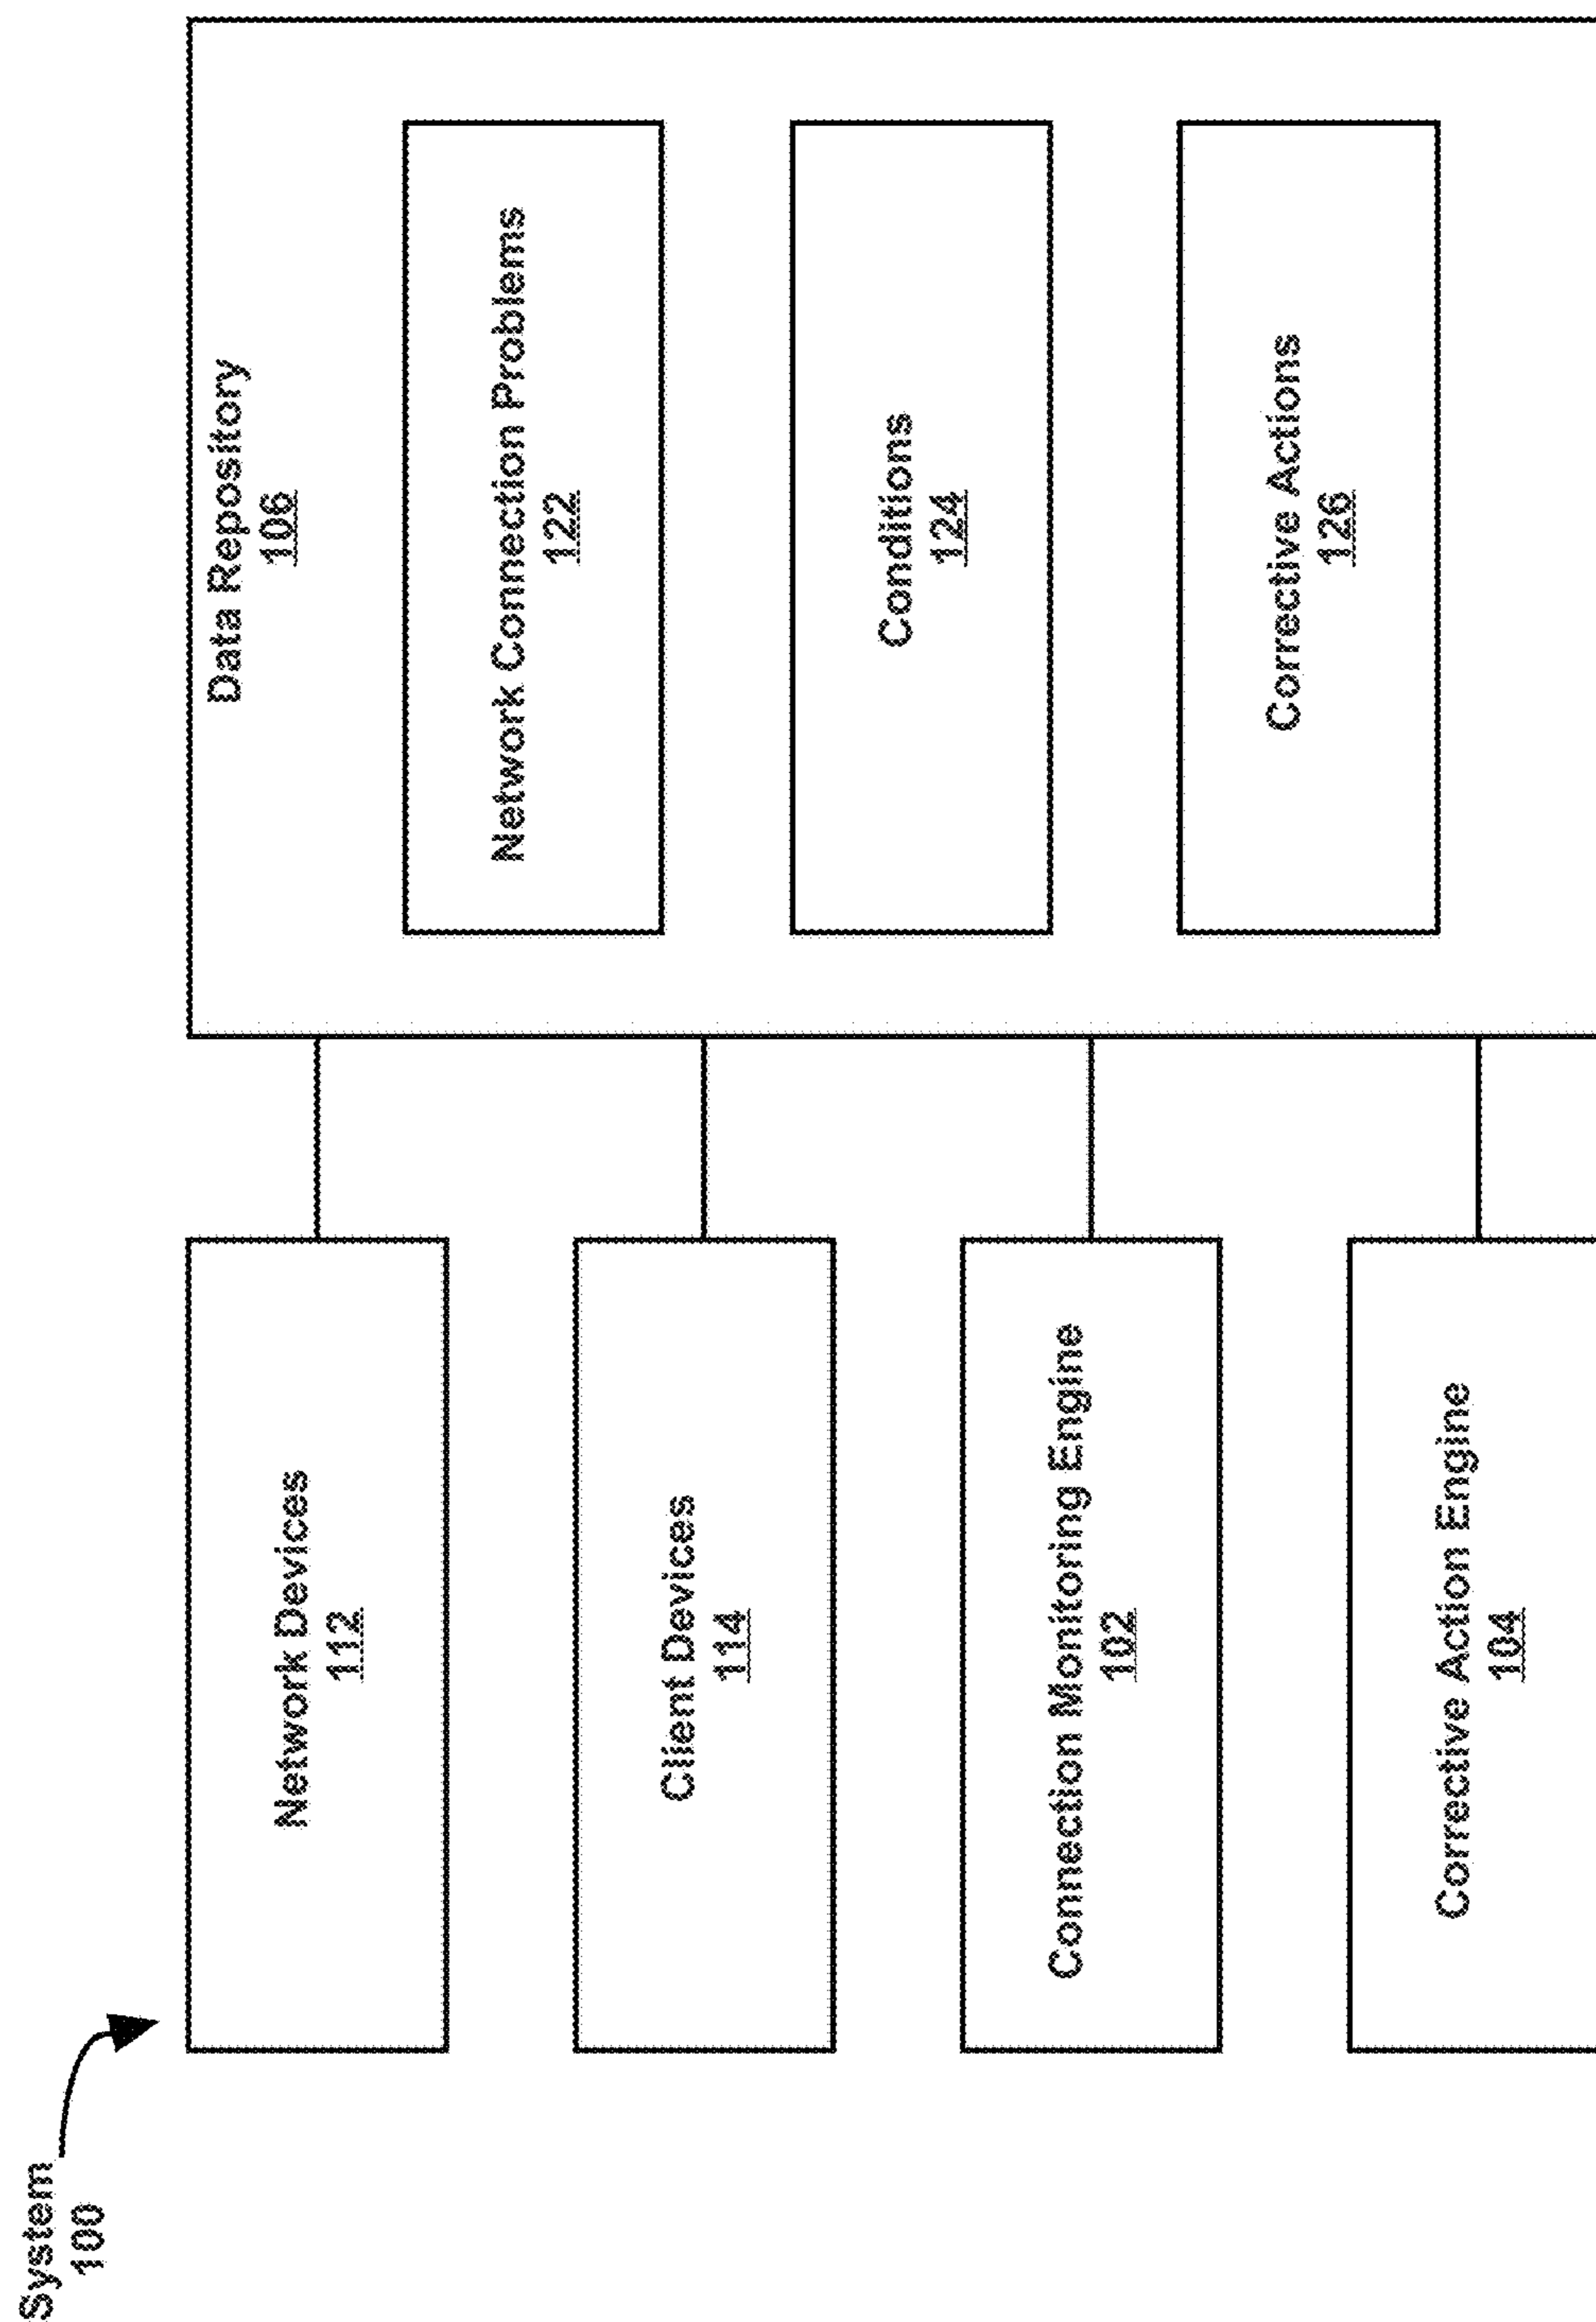 System
100
Network Devices
112
Client Devices
114
Connection Monitoring Engine
102
Corrective Action Engine
104
Data Repository
106
Network Connection Problems
122
Conditions
124
Corrective Actions
126